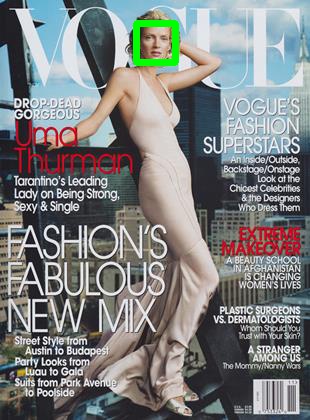 VOGUE
DROP-DEAD
GORGEOUS
Uma
Thurman
Tarantino's Leading
Lady on Being Strong,
Sexy & Single
VOGUE'S
FASHION
SUPERSTARS
An Inside/Outside,
Backstage/Onstage
Look at the
Chicest Celebrities
& the Designers
Who Dress Them
FASHION'S
FABULOUS
NEW MIX
Street Style from
Austin to Budapest
Party Looks from
Luau to Gala
Suits from Park Avenue
to Poolside
EXTREME
MAKEOVER
A BEAUTY SCHOOL
IN AFGHANISTAN
IS CHANGING
WOMEN'S LIVES
PLASTIC SURGEONS
VS. DERMATOLOGISTS
Whom Should You
Trust with Your Skin?
A STRANGER
AMONG US
The Mommy/Nanny Wars